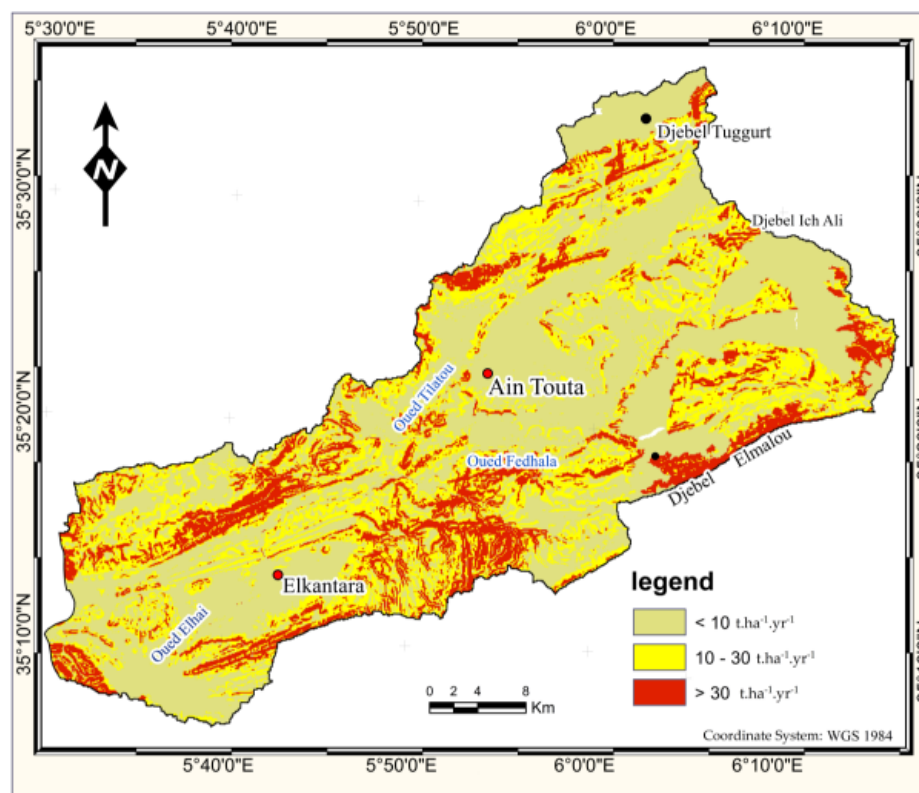 5°30'0"E 5°40'0"E 5°50'0"E 6°0'0"E 6°10'0"E
N
Djebel Tuggurt
35°30'0"N
Djebel Ich Ali
Ain Touta
Oued Tilatou
35°20'0"N
Oued Fedhala
Djebel Elmalou
Elkantara
Oued Elhai
35°10'0"N
legend
< 10 t.ha⁻¹.yr⁻¹
10 - 30 t.ha⁻¹.yr⁻¹
> 30 t.ha⁻¹.yr⁻¹
0 2 4 8
Km
Coordinate System: WGS 1984
5°40'0"E 5°50'0"E 6°0'0"E 6°10'0"E